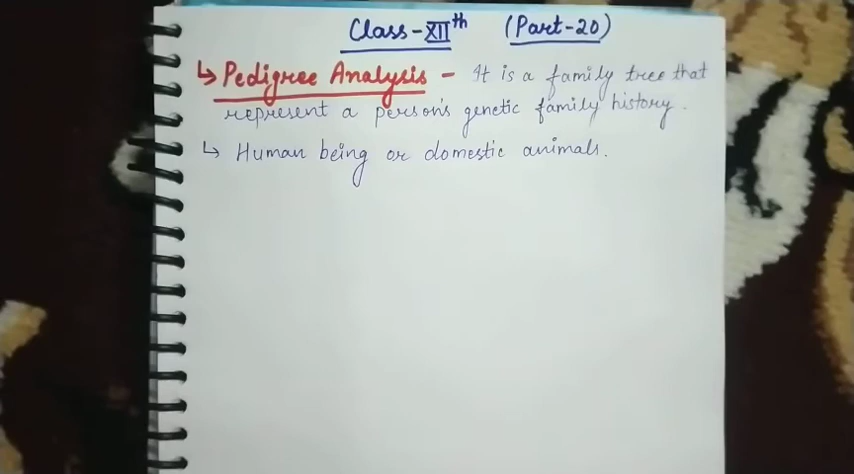 Class-XIIth (Part-20)
↳ Pedigree Analysis - It is a family tree that
represent a person's genetic family history.
↳ Human being or domestic animals.